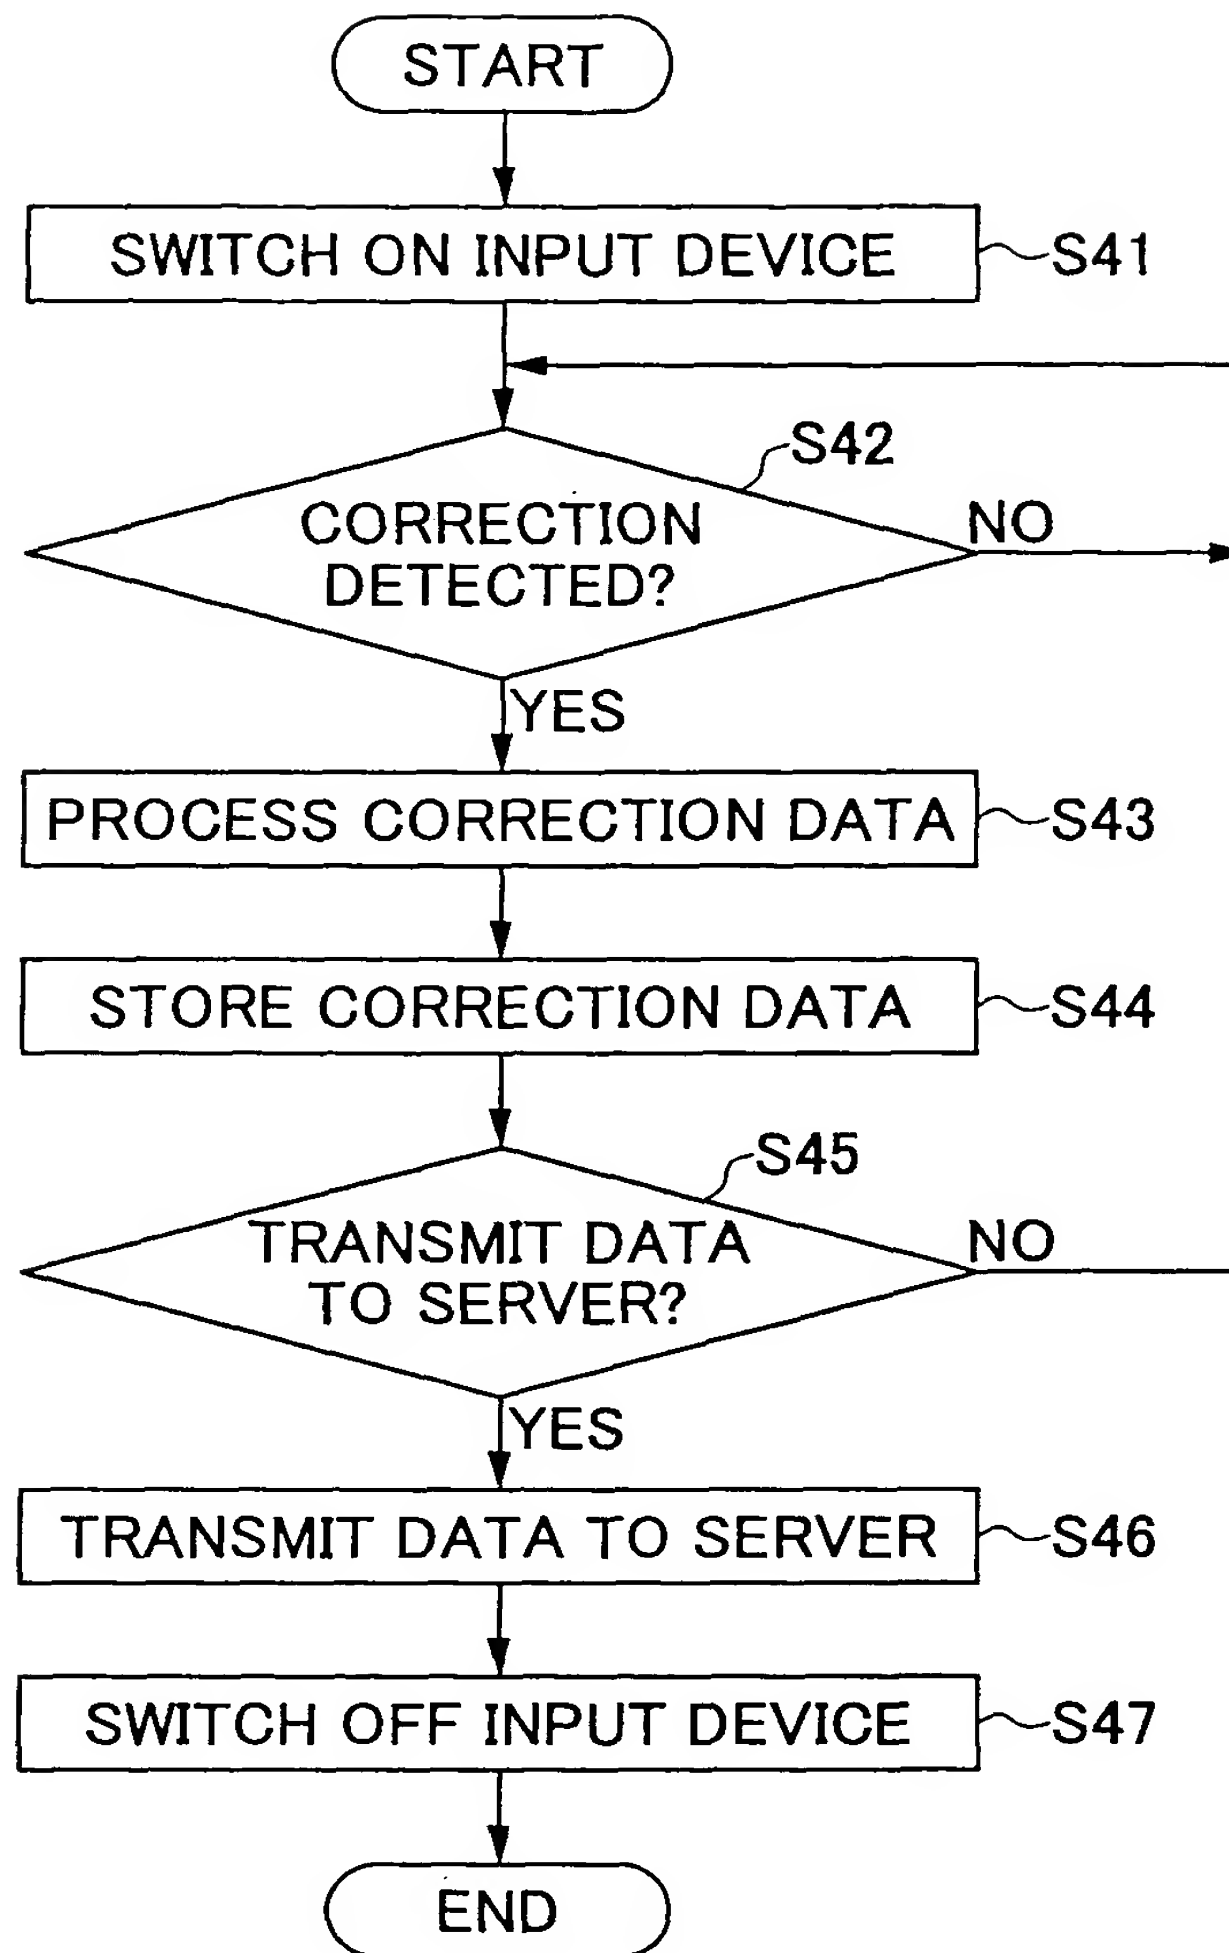 START
SWITCH ON INPUT DEVICE
S41
S42
CORRECTION
DETECTED?
NO
YES
PROCESS CORRECTION DATA
S43
STORE CORRECTION DATA
S44
S45
TRANSMIT DATA
TO SERVER?
NO
YES
TRANSMIT DATA TO SERVER
S46
SWITCH OFF INPUT DEVICE
S47
END